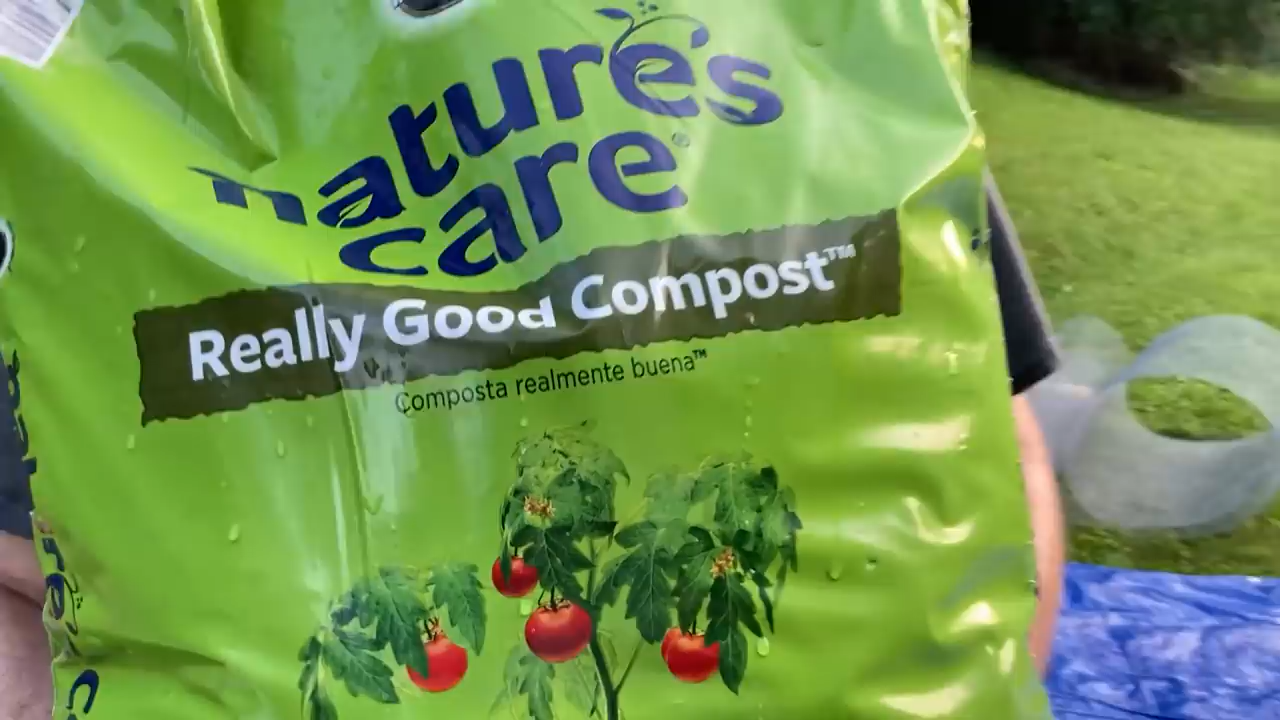 nature's
care®
Really Good Compost™
Composta realmente buena™